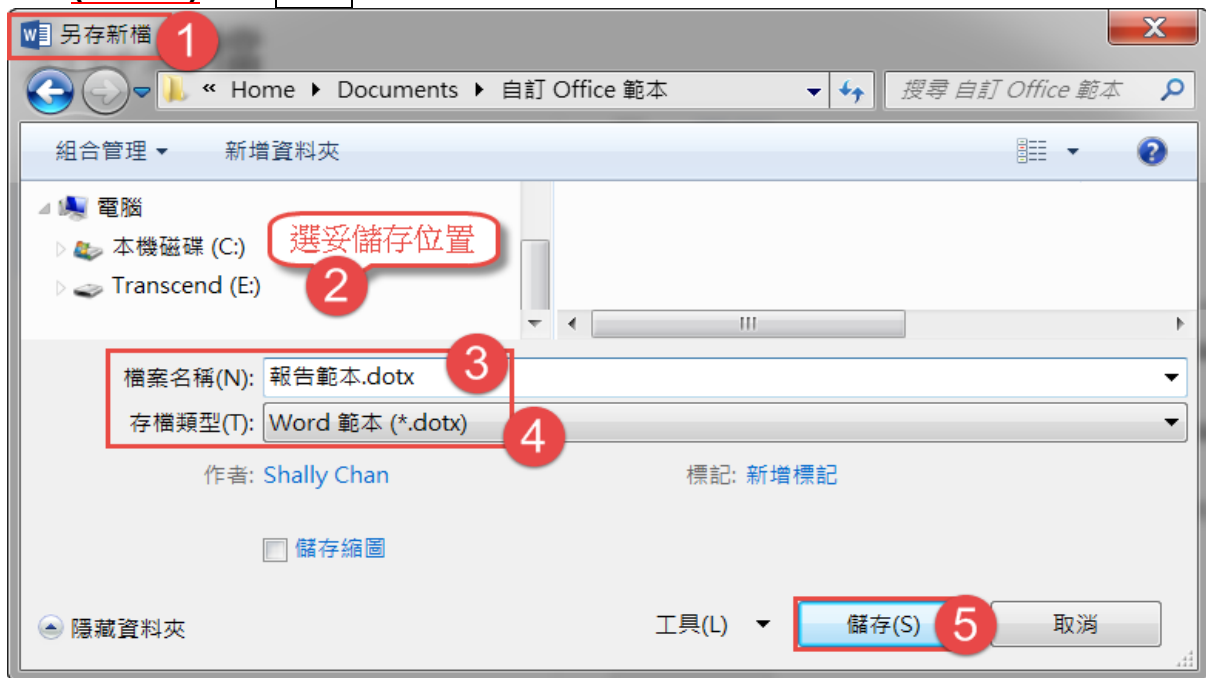 另存新檔 1
« Home ▸ Documents ▸ 自訂 Office 範本 搜尋 自訂 Office 範本
組合管理 ▾ 新增資料夾 ?
電腦
本機磁碟 (C:) 選妥儲存位置
Transcend (E:) 2
檔案名稱(N): 報告範本.dotx 3
存檔類型(T): Word 範本 (*.dotx) 4
作者: Shally Chan 標記: 新增標記
儲存縮圖
隱藏資料夾 工具(L) ▾ 儲存(S) 5 取消